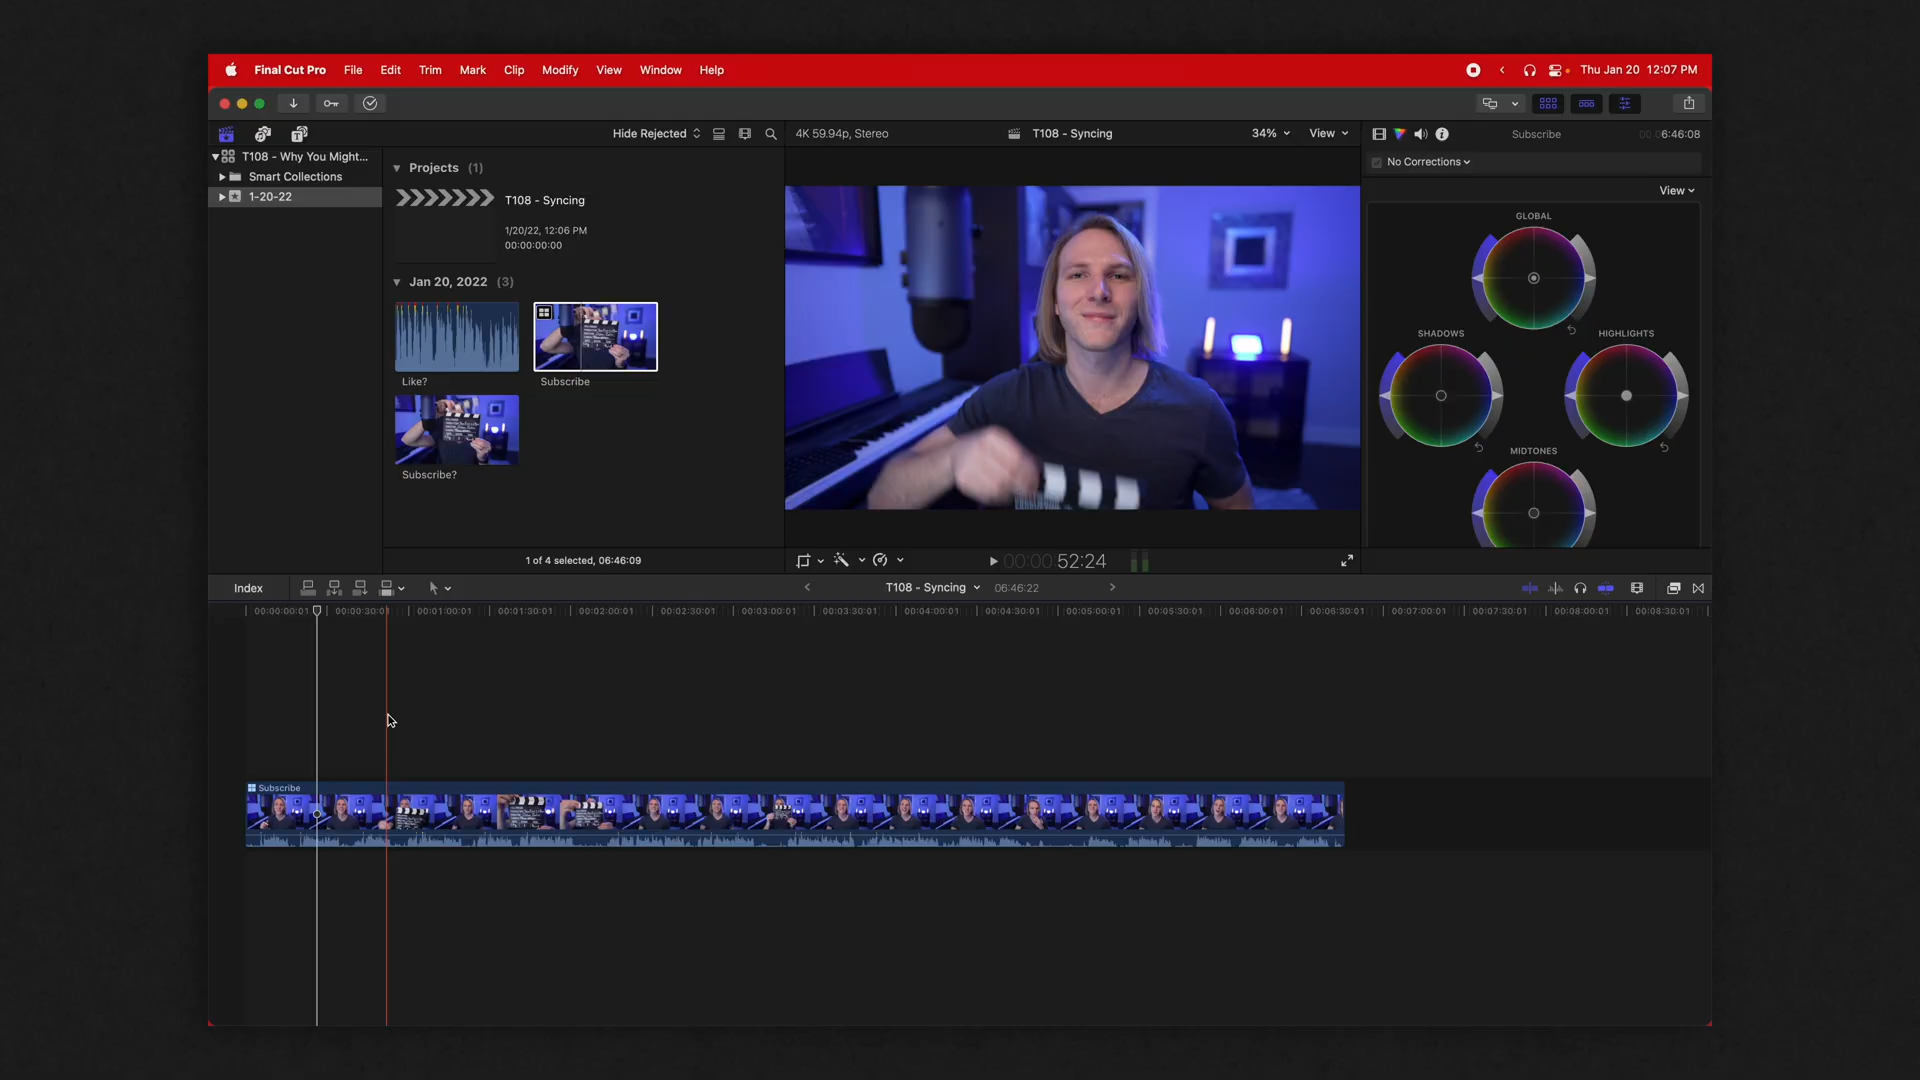 Final Cut Pro File Edit Trim Mark Clip Modify View Window Help
Thu Jan 20 12:07 PM
Hide Rejected
4K 59.94p, Stereo
T108 - Syncing
34%
View
Subscribe
6:46:08
T108 - Why You Might...
Smart Collections
1-20-22
Projects (1)
T108 - Syncing
1/20/22, 12:06 PM
00:00:00:00
Jan 20, 2022 (3)
Like?
Subscribe
Subscribe?
1 of 4 selected, 06:46:09
00:00:52:24
No Corrections
View
GLOBAL
SHADOWS
HIGHLIGHTS
MIDTONES
Index
T108 - Syncing
06:46:22
00:00:00:01 00:00:30:01 00:01:00:01 00:01:30:01 00:02:00:01 00:02:30:01 00:03:00:01 00:03:30:01 00:04:00:01 00:04:30:01 00:05:00:01 00:05:30:01 00:06:00:01 00:06:30:01 00:07:00:01 00:07:30:01 00:08:00:01 00:08:30:01
Subscribe